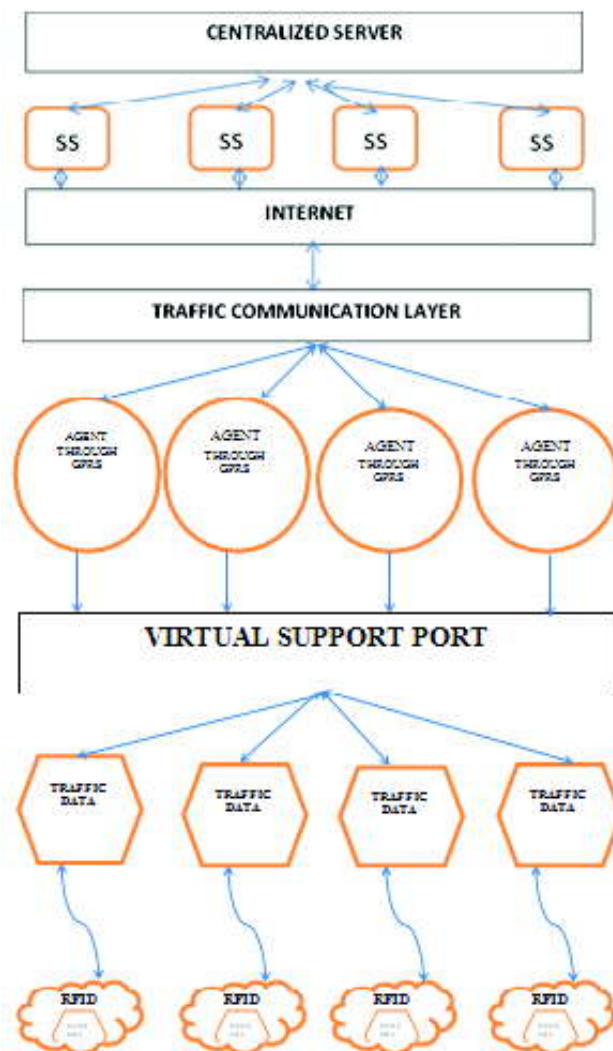 CENTRALIZED SERVER
SS
SS
SS
SS
INTERNET
TRAFFIC COMMUNICATION LAYER
AGENT
THROUGH
GPRS
AGENT
THROUGH
GPRS
AGENT
THROUGH
GPRS
AGENT
THROUGH
GPRS
VIRTUAL SUPPORT PORT
TRAFFIC
DATA
TRAFFIC
DATA
TRAFFIC
DATA
TRAFFIC
DATA
RFID
RFID
RFID
RFID